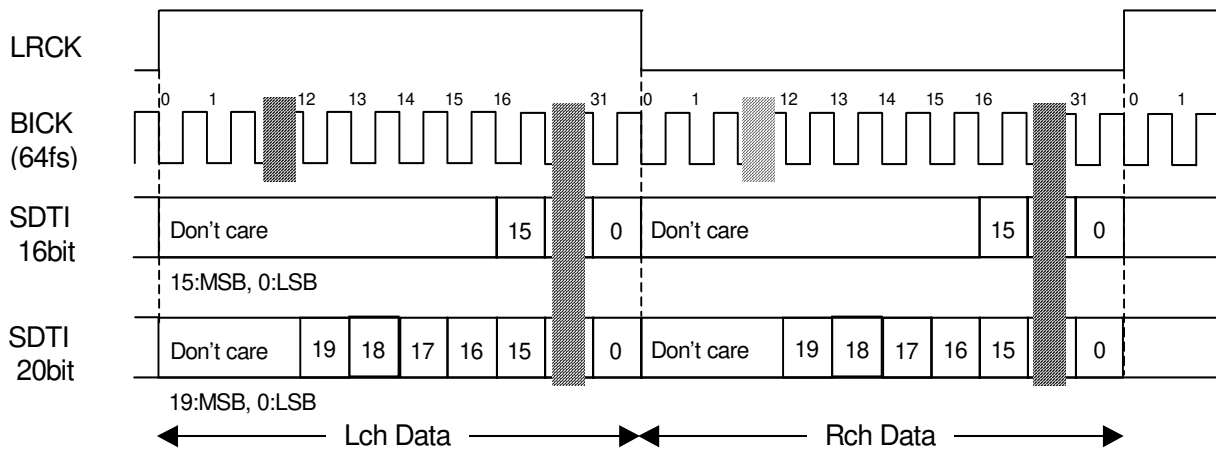 LRCK
0 1 12 13 14 15 16 31 0 1 12 13 14 15 16 31 0 1
BICK
(64fs)
SDTI
16bit
Don't care 15 0 Don't care 15 0
15:MSB, 0:LSB
SDTI
20bit
Don't care 19 18 17 16 15 0 Don't care 19 18 17 16 15 0
19:MSB, 0:LSB
Lch Data Rch Data